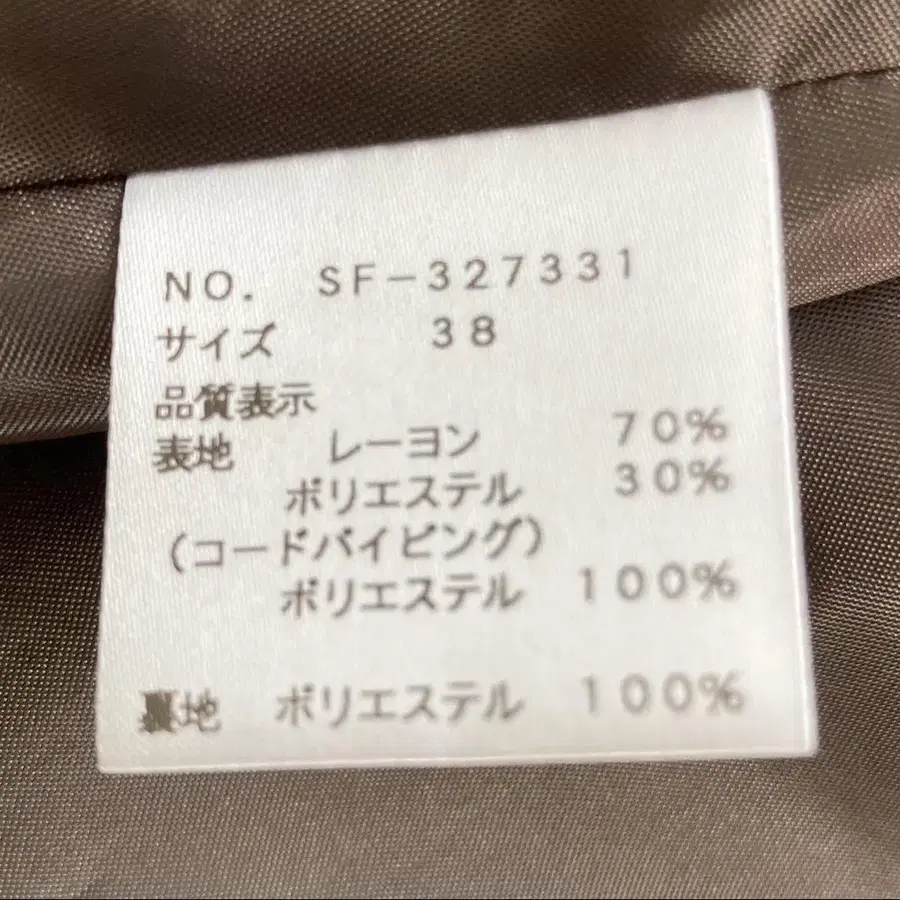 NO. SF-327331
サイズ 38
品質表示
表地 レーヨン 70%
ポリエステル 30%
(コードパイピング)
ポリエステル 100%
裏地 ポリエステル 100%